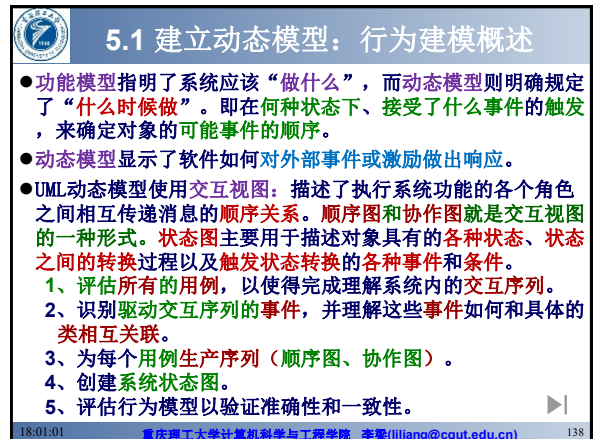 5.1 建立动态模型：行为建模概述
●功能模型指明了系统应该“做什么”，而动态模型则明确规定
了“什么时候做”。即在何种状态下、接受了什么事件的触发
，来确定对象的可能事件的顺序。
●动态模型显示了软件如何对外部事件或激励做出响应。
●UML动态模型使用交互视图：描述了执行系统功能的各个角色
之间相互传递消息的顺序关系。顺序图和协作图就是交互视图
的一种形式。状态图主要用于描述对象具有的各种状态、状态
之间的转换过程以及触发状态转换的各种事件和条件。
1、评估所有的用例，以使得完成理解系统内的交互序列。
2、识别驱动交互序列的事件，并理解这些事件如何和具体的
类相互关联。
3、为每个用例生产序列（顺序图、协作图）。
4、创建系统状态图。
5、评估行为模型以验证准确性和一致性。
18:01:01
重庆理工大学计算机科学与工程学院 李梁(liliang@cqut.edu.cn)
138